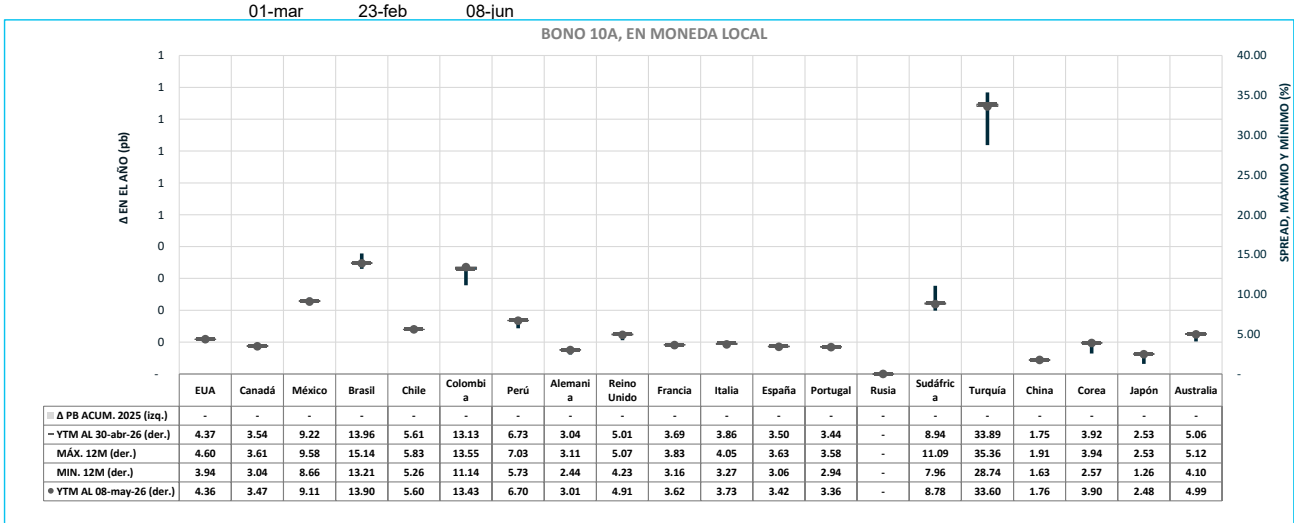 01-mar 23-feb 08-jun
BONO 10A, EN MONEDA LOCAL
Δ EN EL AÑO (pb)
1
1
1
1
1
1
0
0
0
0
-
40.00
35.00
30.00
25.00
20.00
15.00
10.00
5.00
-
SPREAD, MÁXIMO Y MÍNIMO (%)
EUA Canadá México Brasil Chile Colombi Perú Alemani Reino Francia Italia España Portugal Rusia Sudáfric Turquía China Corea Japón Australia
a a Unido a
Δ PB ACUM. 2025 (izq.) - - - - - - - - - - - - - - - - - - - -
YTM AL 30-abr-26 (der.) 4.37 3.54 9.22 13.96 5.61 13.13 6.73 3.04 5.01 3.69 3.86 3.50 3.44 - 8.94 33.89 1.75 3.92 2.53 5.06
MÁX. 12M (der.) 4.60 3.61 9.58 15.14 5.83 13.55 7.03 3.11 5.07 3.83 4.05 3.63 3.58 - 11.09 35.36 1.91 3.94 2.53 5.12
MIN. 12M (der.) 3.94 3.04 8.66 13.21 5.26 11.14 5.73 2.44 4.23 3.16 3.27 3.06 2.94 - 7.96 28.74 1.63 2.57 1.26 4.10
YTM AL 08-may-26 (der.) 4.36 3.47 9.11 13.90 5.60 13.43 6.70 3.01 4.91 3.62 3.73 3.42 3.36 - 8.78 33.60 1.76 3.90 2.48 4.99